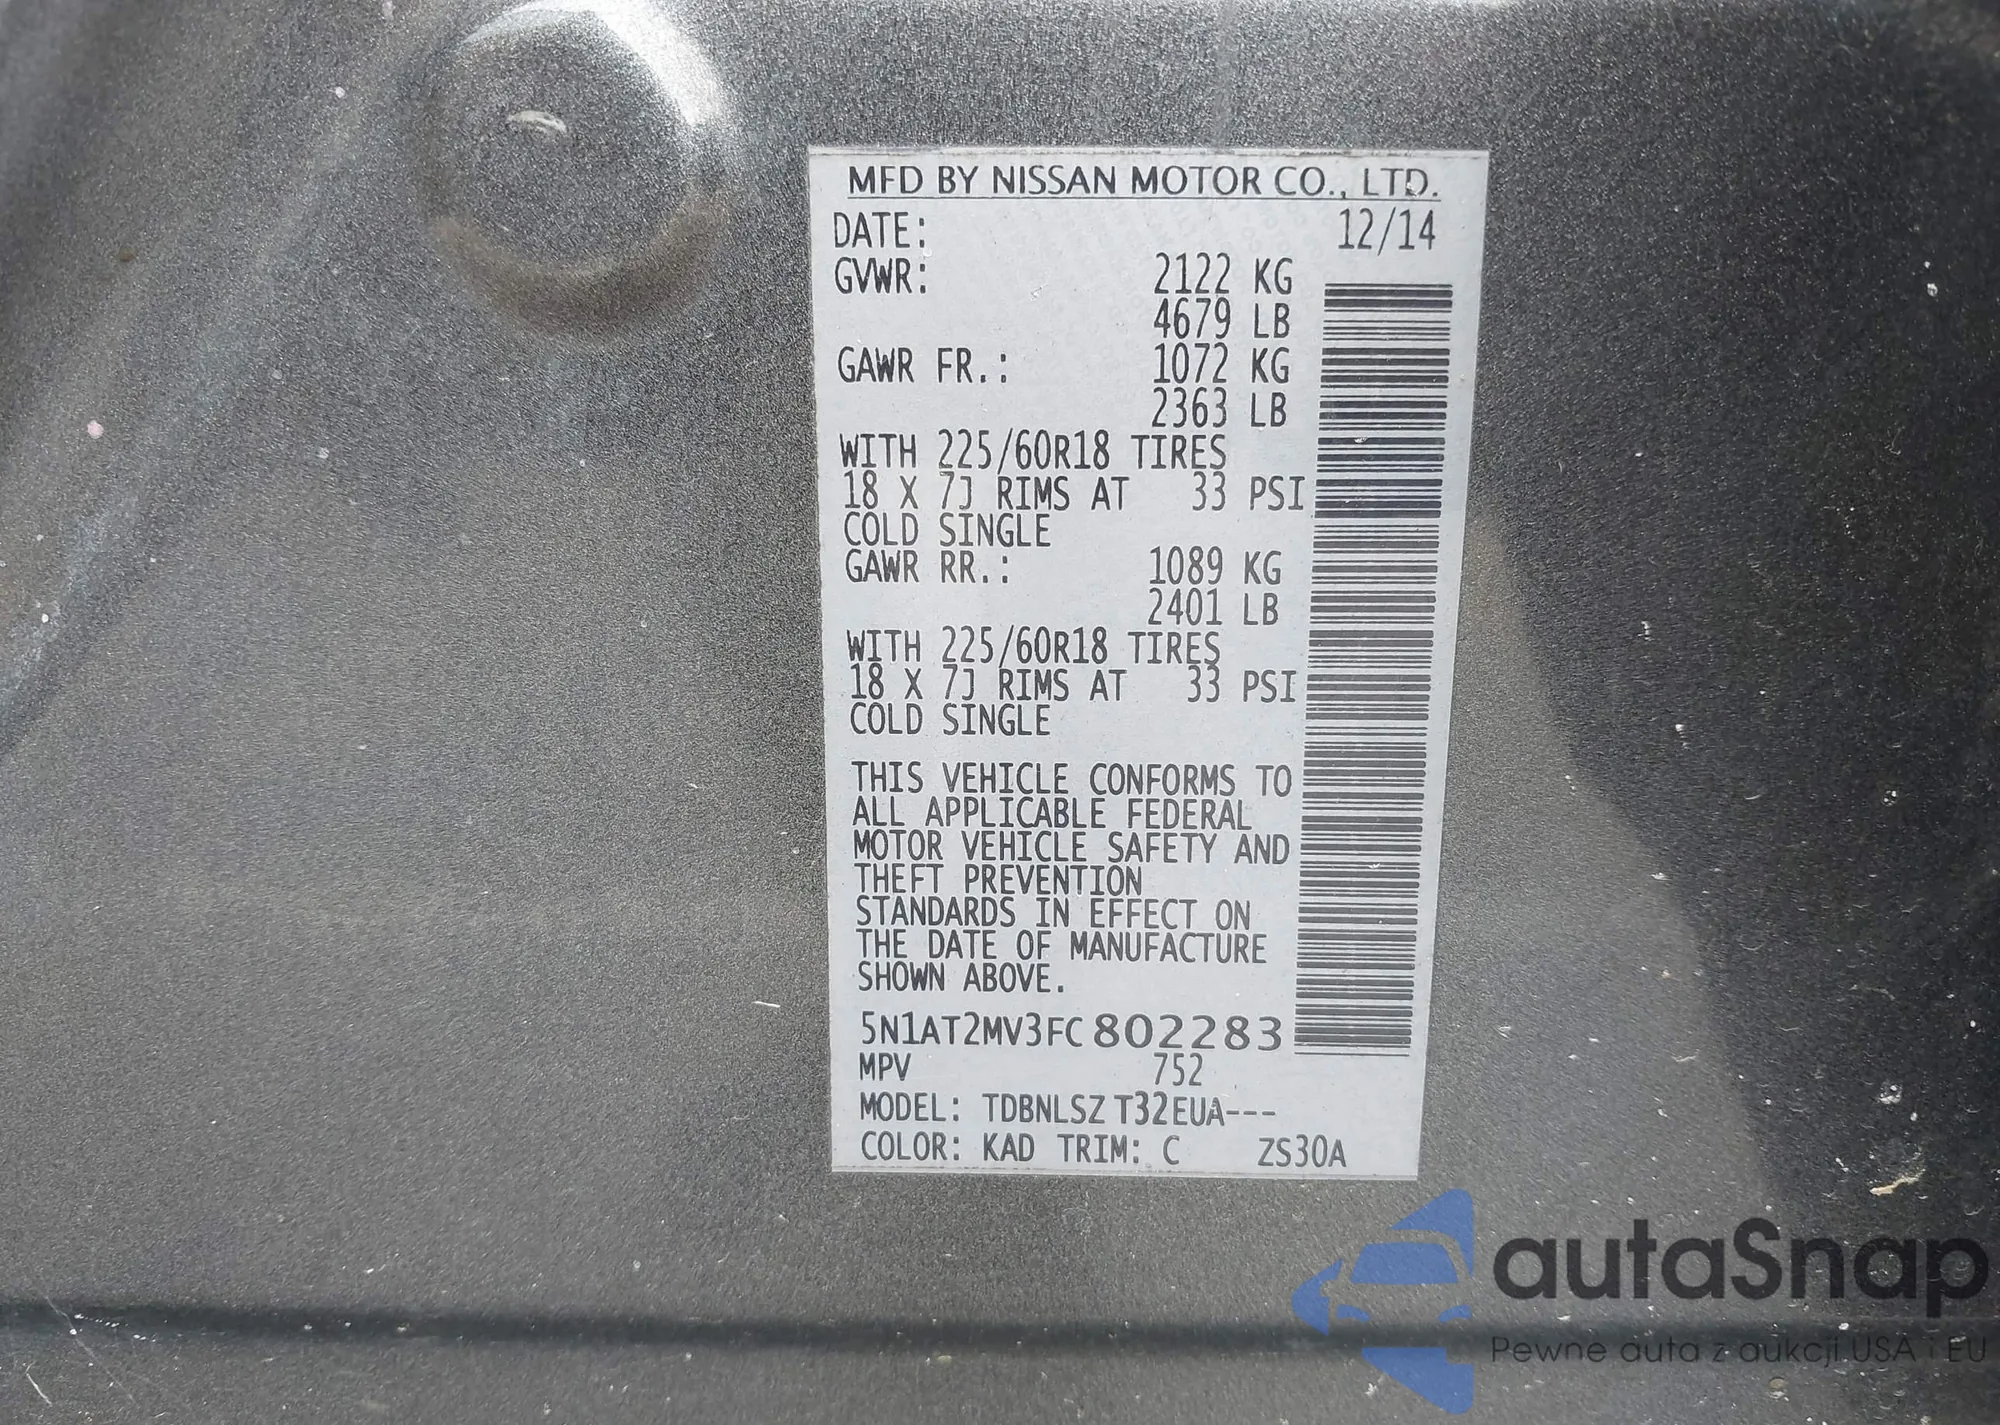 MFD BY NISSAN MOTOR CO., LTD.
DATE: 12/14
GVWR: 2122 KG
4679 LB
GAWR FR.: 1072 KG
2363 LB
WITH 225/60R18 TIRES
18 X 7J RIMS AT 33 PSI
COLD SINGLE
GAWR RR.: 1089 KG
2401 LB
WITH 225/60R18 TIRES
18 X 7J RIMS AT 33 PSI
COLD SINGLE
THIS VEHICLE CONFORMS TO
ALL APPLICABLE FEDERAL
MOTOR VEHICLE SAFETY AND
THEFT PREVENTION
STANDARDS IN EFFECT ON
THE DATE OF MANUFACTURE
SHOWN ABOVE.
5N1AT2MV3FC802283
MPV 752
MODEL: TDBNLSZ T32EUA---
COLOR: KAD TRIM: C ZS30A
autaSnap
Pewne auta z aukcji USA i EU